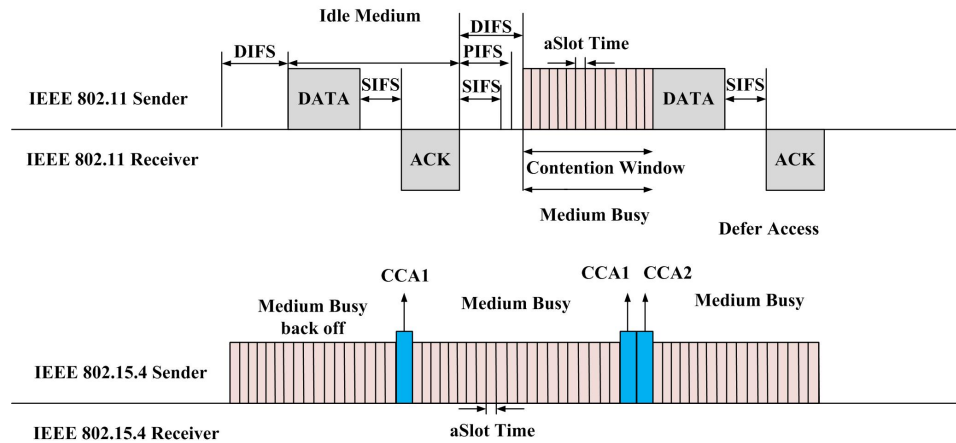 Idle Medium
DIFS
DIFS
PIFS
aSlot Time
SIFS
SIFS
SIFS
IEEE 802.11 Sender
DATA
DATA
IEEE 802.11 Receiver
ACK
Contention Window
ACK
Medium Busy
Defer Access
CCA1
CCA1
CCA2
Medium Busy
back off
Medium Busy
Medium Busy
IEEE 802.15.4 Sender
IEEE 802.15.4 Receiver
aSlot Time